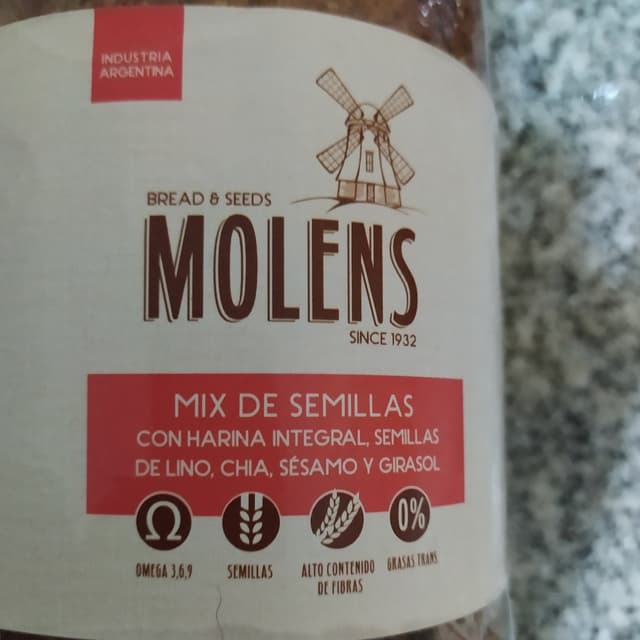 INDUSTRIA
ARGENTINA
BREAD & SEEDS
MOLENS
SINCE 1932
MIX DE SEMILLAS
CON HARINA INTEGRAL, SEMILLAS
DE LINO, CHIA, SÉSAMO Y GIRASOL
Ω
0%
OMEGA 3,6,9
SEMILLAS
ALTO CONTENIDO
DE FIBRAS
GRASAS TRANS